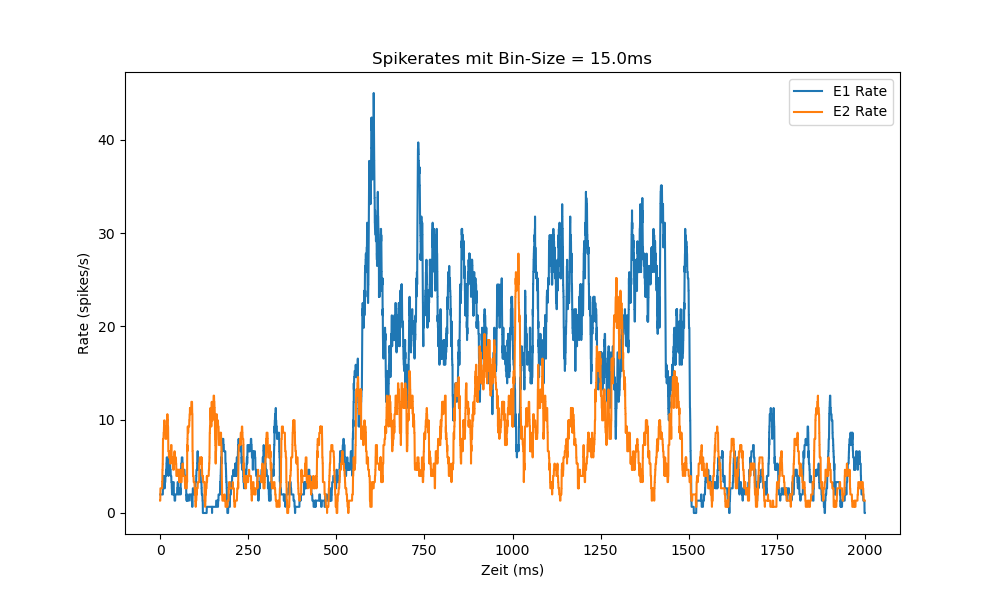 Spikerates mit Bin-Size = 15.0ms
E1 Rate
E2 Rate
40
30
20
10
0
Rate (spikes/s)
0 250 500 750 1000 1250 1500 1750 2000
Zeit (ms)